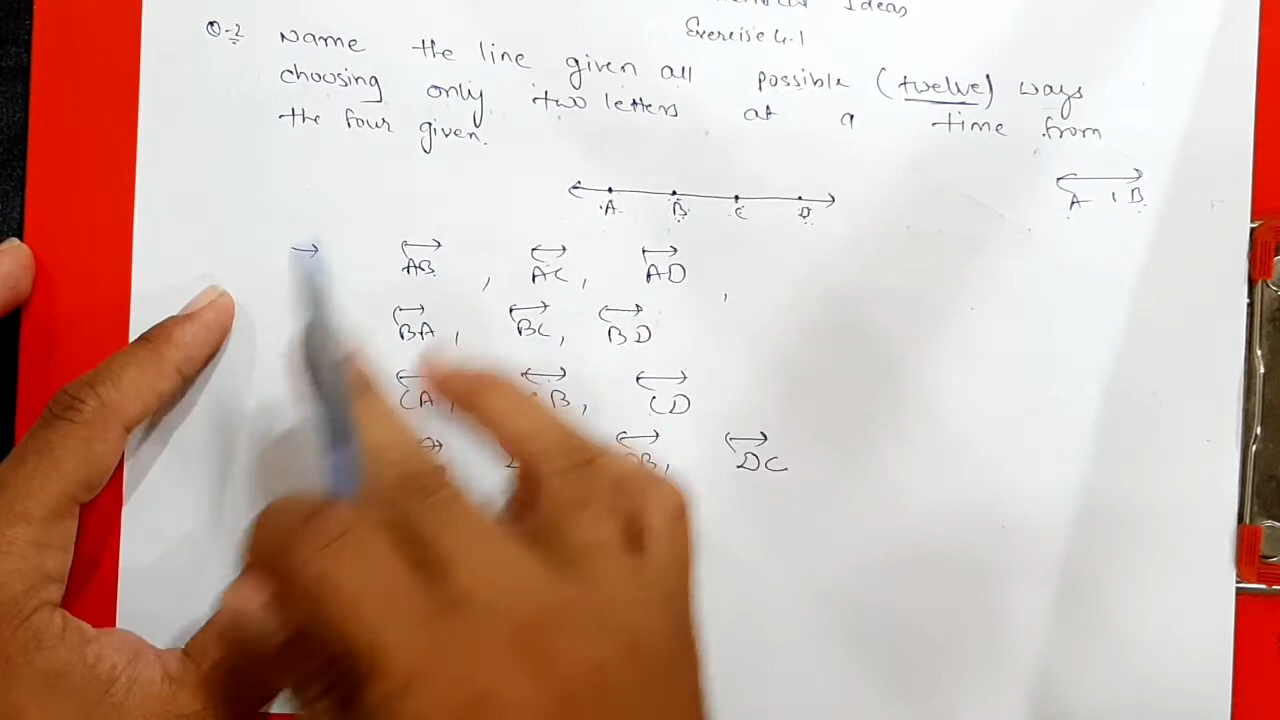 Ideas
Exercise 4.1
Q-2 Name the line given all possible (twelve) ways
choosing only two letters at a time from
the four given.
A B C D
A , B
→ AB , AC , AD ,
BA , BC , BD
CA , B , CD
B , DC